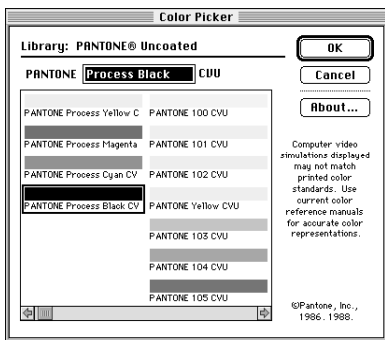 Color Picker
Library: PANTONE® Uncoated
PANTONE Process Black CVU
OK
Cancel
About...
PANTONE Process Yellow C
PANTONE Process Magenta
PANTONE Process Cyan CV
PANTONE Process Black CV
PANTONE 100 CVU
PANTONE 101 CVU
PANTONE 102 CVU
PANTONE Yellow CVU
PANTONE 103 CVU
PANTONE 104 CVU
PANTONE 105 CVU
Computer video
simulations displayed
may not match
printed color
standards. Use
current color
reference manuals
for accurate color
representations.
©Pantone, Inc.,
1986. 1988.